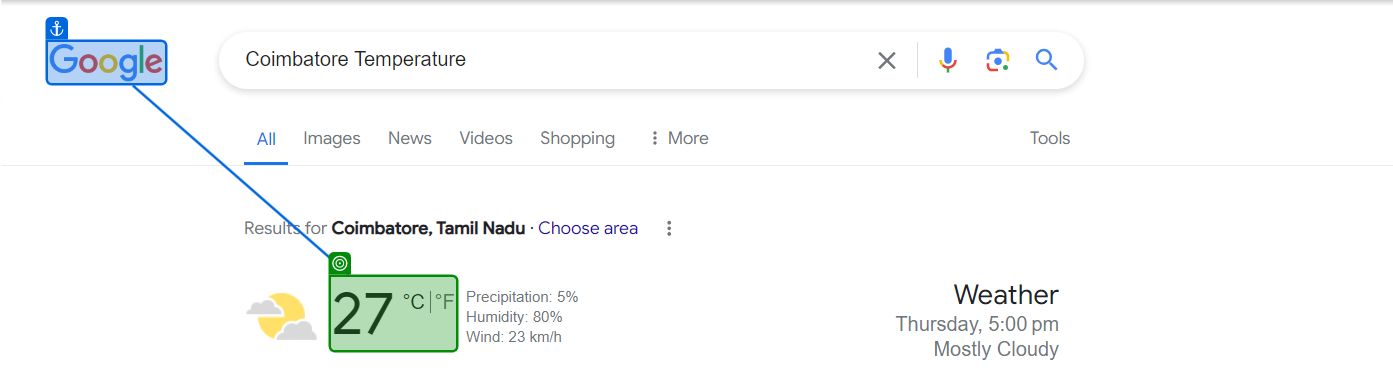 Google
Coimbatore Temperature
All Images News Videos Shopping More Tools
Results for Coimbatore, Tamil Nadu · Choose area
27 °C | °F
Precipitation: 5%
Humidity: 80%
Wind: 23 km/h
Weather
Thursday, 5:00 pm
Mostly Cloudy